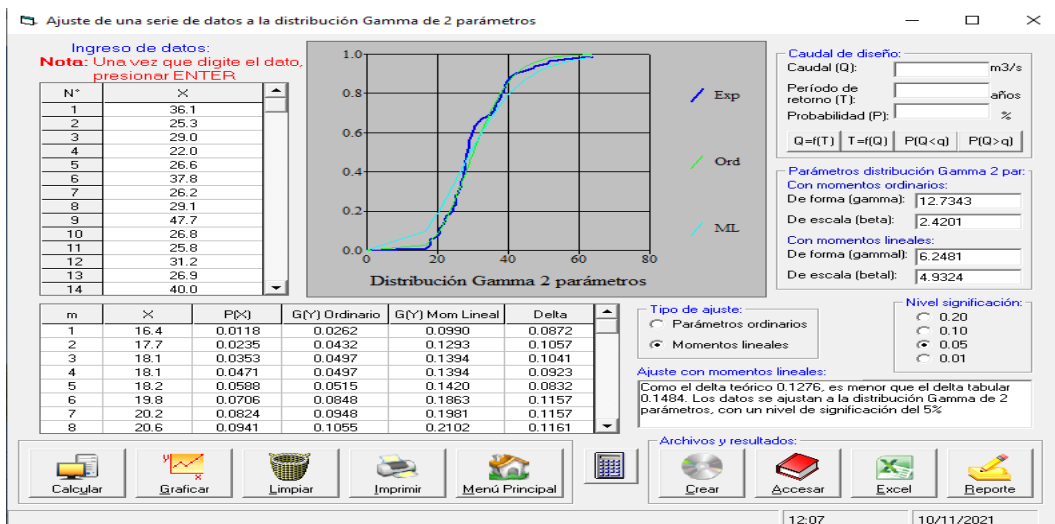 Ajuste de una serie de datos a la distribución Gamma de 2 parámetros
Ingreso de datos:
Nota: Una vez que digite el dato,
presionar ENTER
N° X
1 36.1
2 25.3
3 29.0
4 22.0
5 26.6
6 37.8
7 26.2
8 29.1
9 47.7
10 26.8
11 25.8
12 31.2
13 26.9
14 40.0
1.0
0.8
0.6
0.4
0.2
0.0
0 20 40 60 80
Distribución Gamma 2 parámetros
Exp
Ord
ML
Caudal de diseño:
Caudal (Q): m3/s
Período de
retorno (T): años
Probabilidad (P): %
Q=f(T) T=f(Q) P(Q<q) P(Q>q)
Parámetros distribución Gamma 2 par:
Con momentos ordinarios:
De forma (gamma): 12.7343
De escala (beta): 2.4201
Con momentos lineales:
De forma (gammal): 6.2481
De escala (betal): 4.9324
m X P(X) G(Y) Ordinario G(Y) Mom Lineal Delta
1 16.4 0.0118 0.0262 0.0990 0.0872
2 17.7 0.0235 0.0432 0.1293 0.1057
3 18.1 0.0353 0.0497 0.1394 0.1041
4 18.1 0.0471 0.0497 0.1394 0.0923
5 18.2 0.0588 0.0515 0.1420 0.0832
6 19.8 0.0706 0.0848 0.1863 0.1157
7 20.2 0.0824 0.0948 0.1981 0.1157
8 20.6 0.0941 0.1055 0.2102 0.1161
Tipo de ajuste:
Parámetros ordinarios
Momentos lineales
Nivel significación:
0.20
0.10
0.05
0.01
Ajuste con momentos lineales:
Como el delta teórico 0.1276, es menor que el delta tabular
0.1484. Los datos se ajustan a la distribución Gamma de 2
parámetros, con un nivel de significación del 5%
Calcular Graficar Limpiar Imprimir Menú Principal
Archivos y resultados:
Crear Accesar Excel Reporte
12:07 10/11/2021